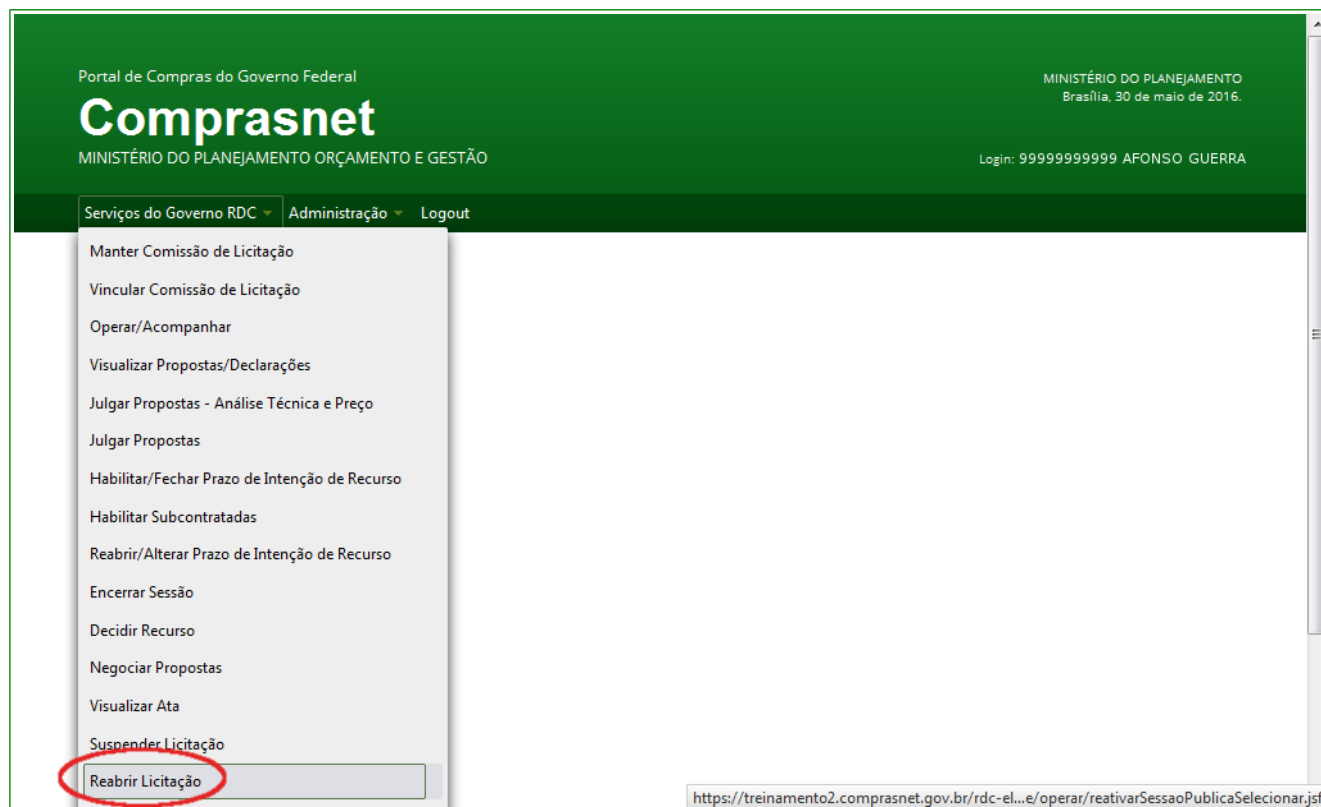 Portal de Compras do Governo Federal
MINISTÉRIO DO PLANEJAMENTO
Brasília, 30 de maio de 2016.
Comprasnet
MINISTÉRIO DO PLANEJAMENTO ORÇAMENTO E GESTÃO
Login: 99999999999 AFONSO GUERRA
Serviços do Governo RDC Administração Logout
Manter Comissão de Licitação
Vincular Comissão de Licitação
Operar/Acompanhar
Visualizar Propostas/Declarações
Julgar Propostas - Análise Técnica e Preço
Julgar Propostas
Habilitar/Fechar Prazo de Intenção de Recurso
Habilitar Subcontratadas
Reabrir/Alterar Prazo de Intenção de Recurso
Encerrar Sessão
Decidir Recurso
Negociar Propostas
Visualizar Ata
Suspender Licitação
Reabrir Licitação
https://treinamento2.comprasnet.gov.br/rdc-el...e/operar/reativarSessaoPublicaSelecionar.jsf